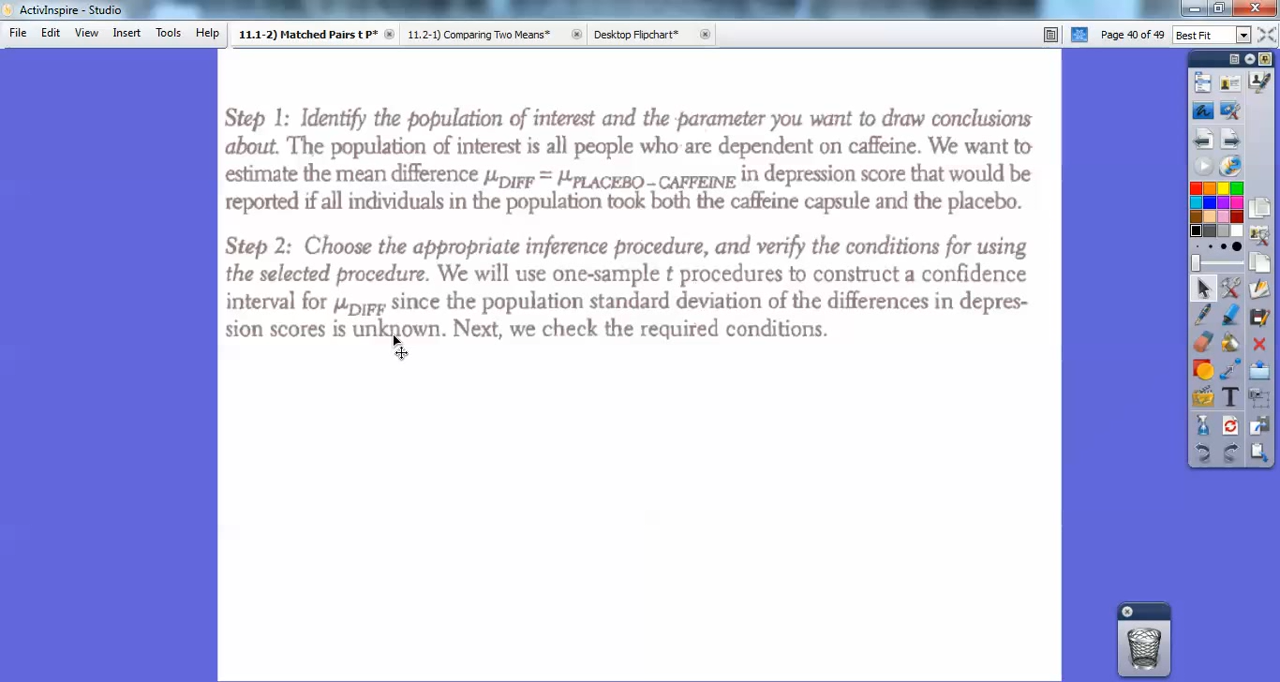 ActivInspire - Studio
File Edit View Insert Tools Help
11.1-2) Matched Pairs t P* 11.2-1) Comparing Two Means* Desktop Flipchart*
Page 40 of 49 Best Fit
Step 1: Identify the population of interest and the parameter you want to draw conclusions
about. The population of interest is all people who are dependent on caffeine. We want to
estimate the mean difference μDIFF = μPLACEBO – CAFFEINE in depression score that would be
reported if all individuals in the population took both the caffeine capsule and the placebo.
Step 2: Choose the appropriate inference procedure, and verify the conditions for using
the selected procedure. We will use one-sample t procedures to construct a confidence
interval for μDIFF since the population standard deviation of the differences in depres-
sion scores is unknown. Next, we check the required conditions.